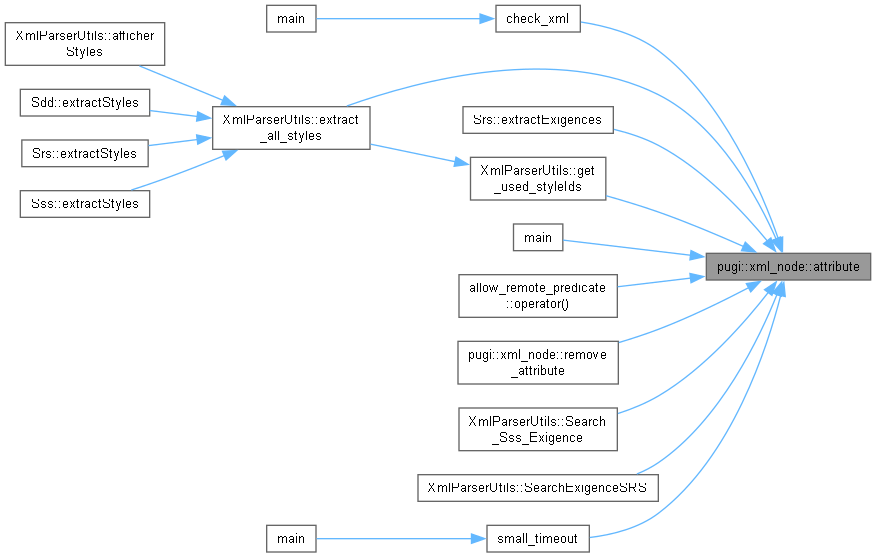 main
check_xml
XmlParserUtils::afficher
Styles
Sdd::extractStyles
XmlParserUtils::extract
_all_styles
Srs::extractExigences
Srs::extractStyles
XmlParserUtils::get
_used_styleIds
Sss::extractStyles
main
pugi::xml_node::attribute
allow_remote_predicate
::operator()
pugi::xml_node::remove
_attribute
XmlParserUtils::Search
_Sss_Exigence
XmlParserUtils::SearchExigenceSRS
main
small_timeout